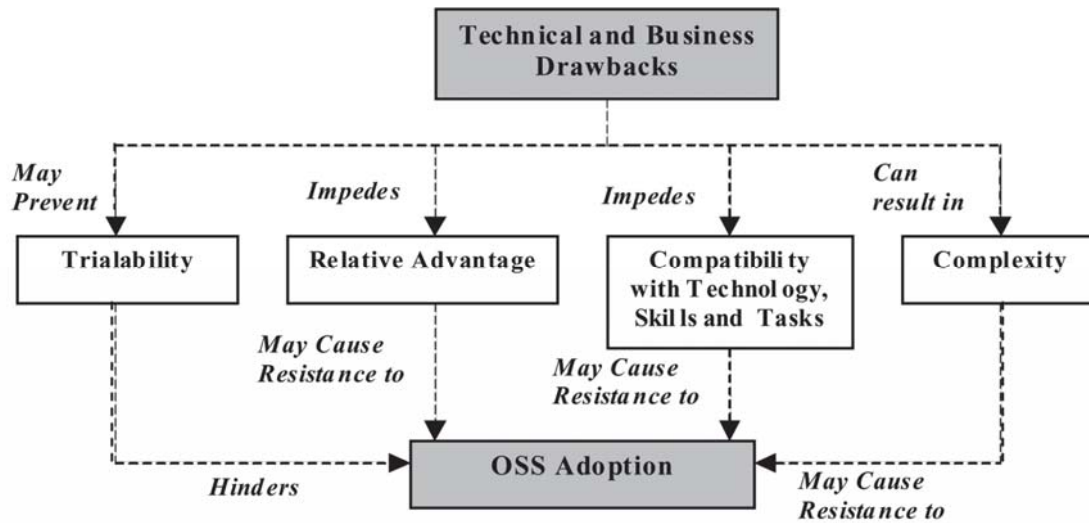 Technical and Business
Drawbacks
May
Prevent
Impedes
Impedes
Can
result in
Trialability
Relative Advantage
Compatibility
with Technology,
Skills and Tasks
Complexity
May Cause
Resistance to
May Cause
Resistance to
OSS Adoption
Hinders
May Cause
Resistance to